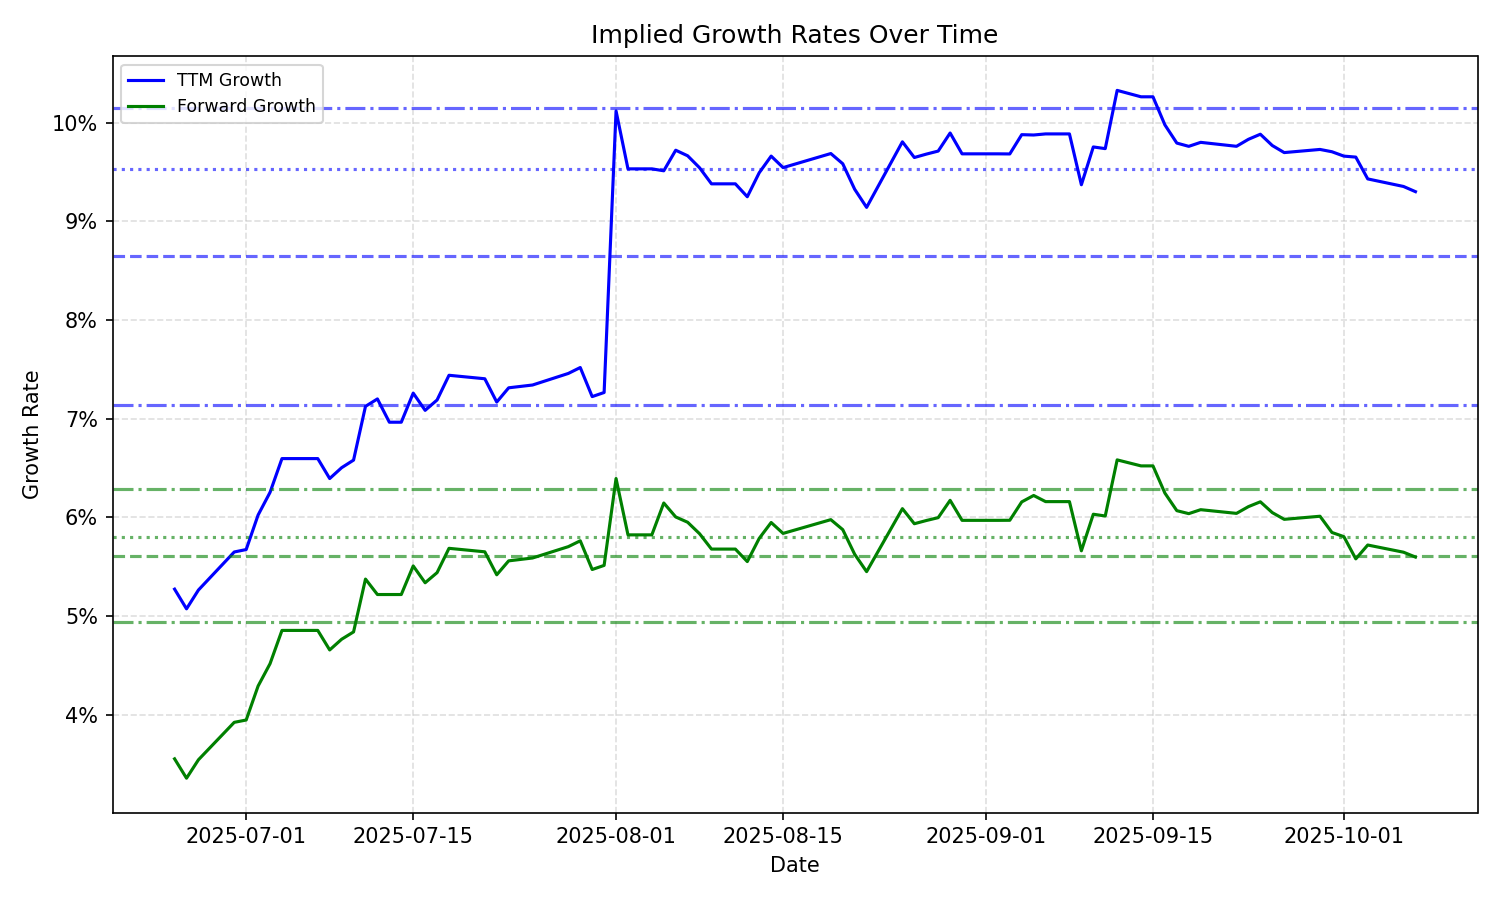 Implied Growth Rates Over Time
TTM Growth
Forward Growth
10%
9%
8%
7%
6%
5%
4%
Growth Rate
2025-07-01
2025-07-15
2025-08-01
2025-08-15
2025-09-01
2025-09-15
2025-10-01
Date